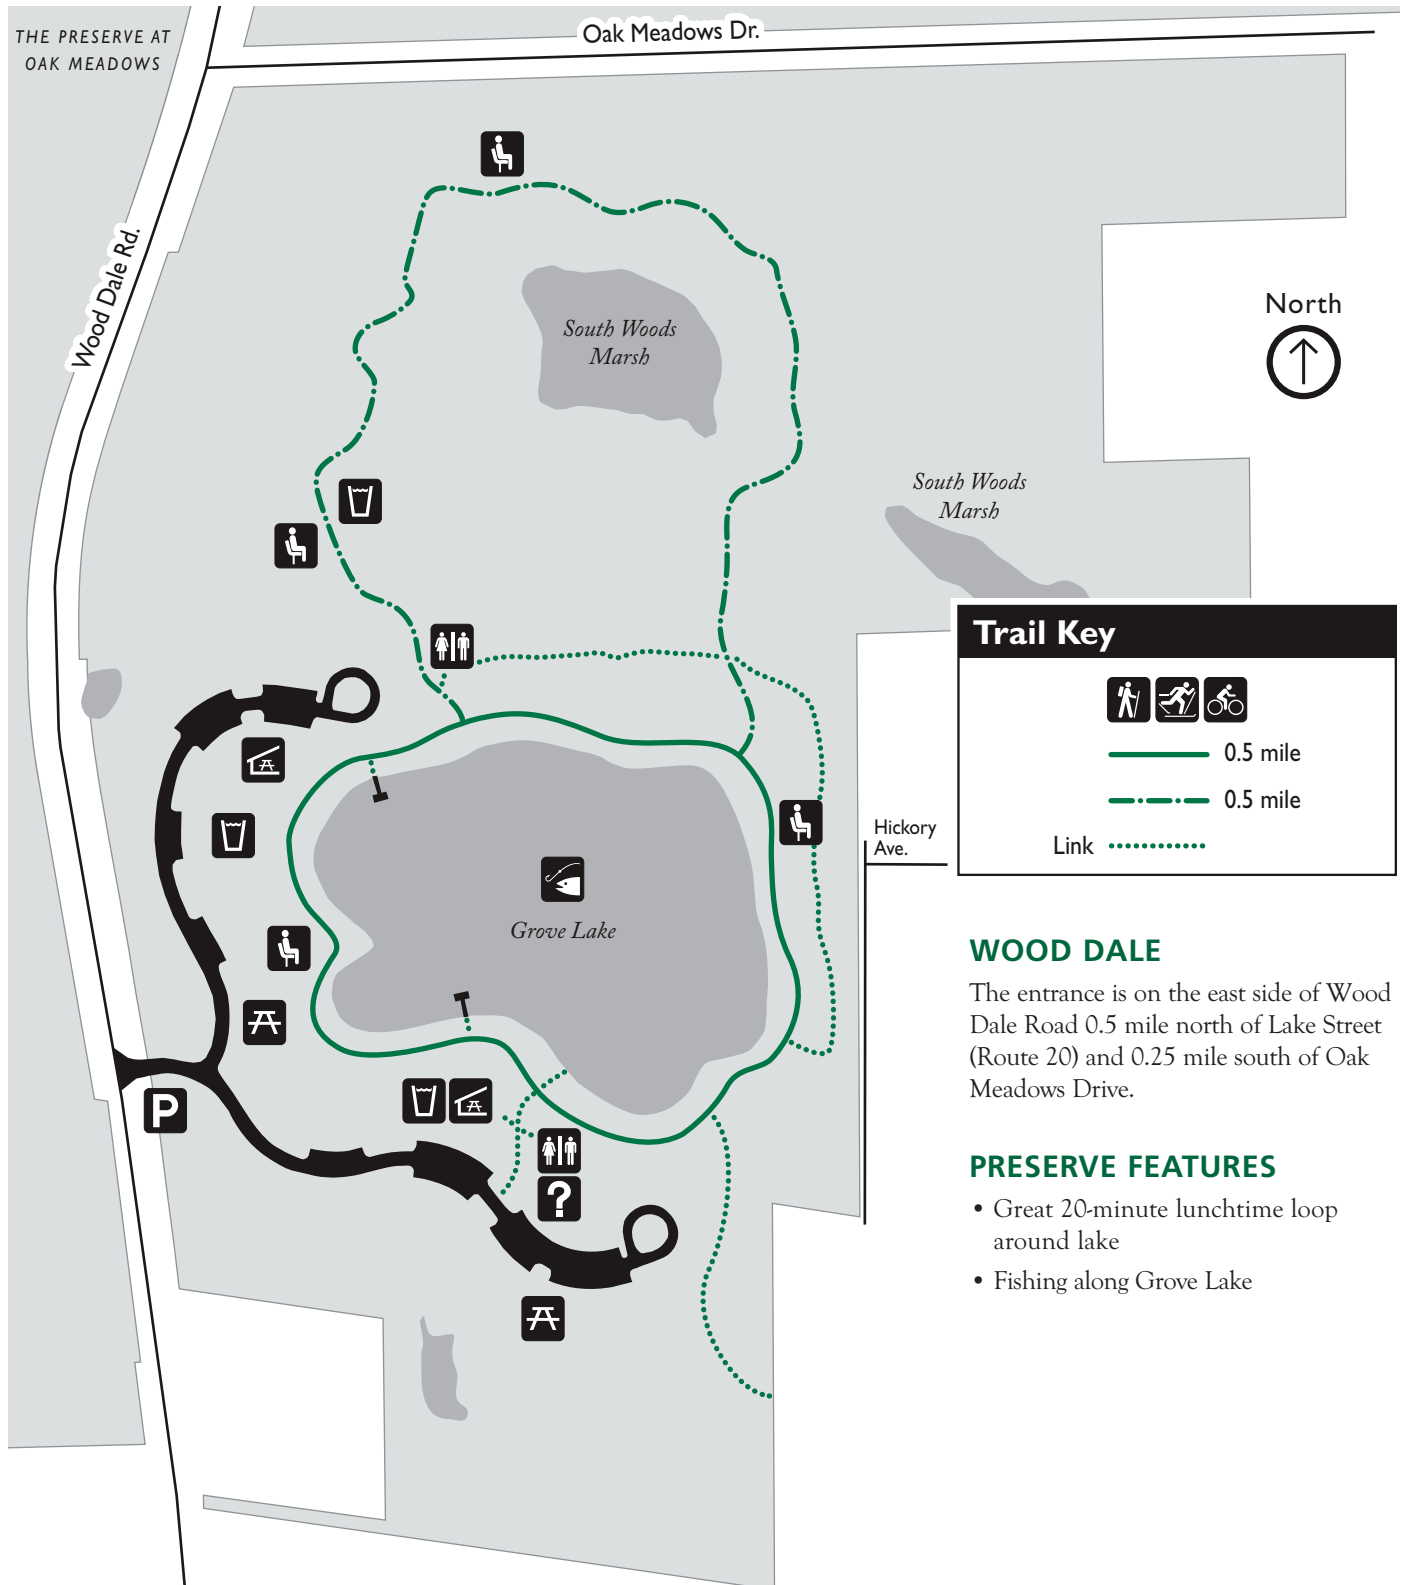 THE PRESERVE AT
OAK MEADOWS
Oak Meadows Dr.
Wood Dale Rd.
South Woods
Marsh
North
South Woods
Marsh
Trail Key
0.5 mile
0.5 mile
Link
Hickory
Ave.
Grove Lake
P
?
WOOD DALE
The entrance is on the east side of Wood
Dale Road 0.5 mile north of Lake Street
(Route 20) and 0.25 mile south of Oak
Meadows Drive.
PRESERVE FEATURES
• Great 20-minute lunchtime loop
around lake
• Fishing along Grove Lake